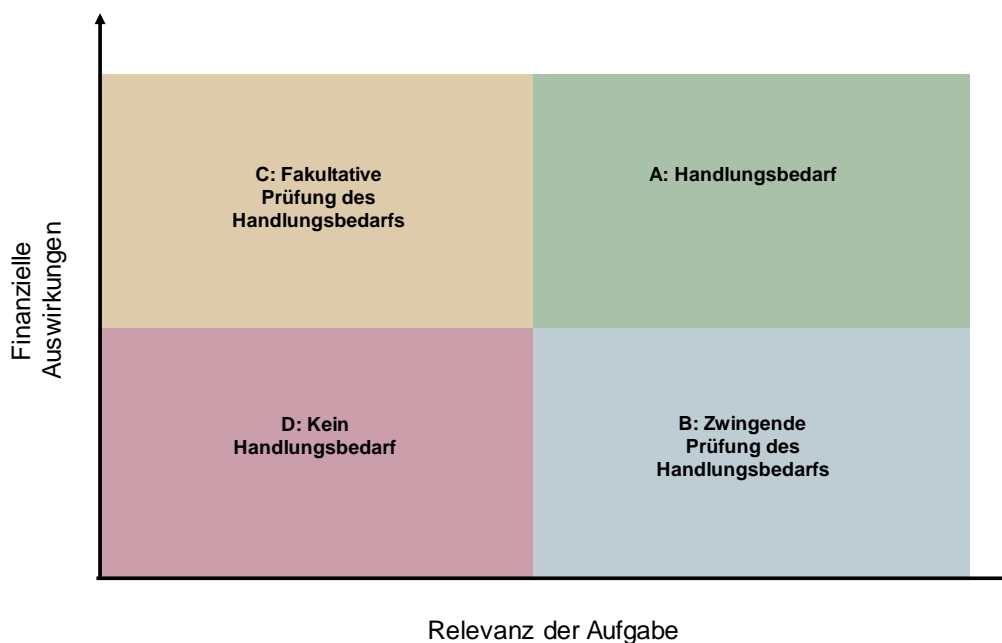 C: Fakultative
Prüfung des
Handlungsbedarfs
A: Handlungsbedarf
Finanzielle
Auswirkungen
D: Kein
Handlungsbedarf
B: Zwingende
Prüfung des
Handlungsbedarfs
Relevanz der Aufgabe